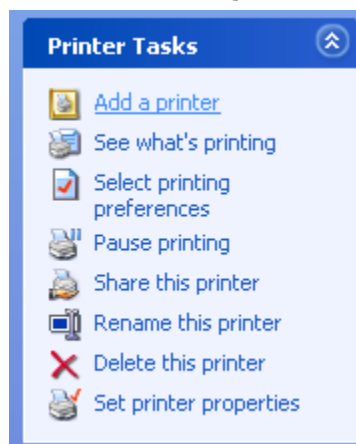 Printer Tasks
Add a printer
See what's printing
Select printing
preferences
Pause printing
Share this printer
Rename this printer
Delete this printer
Set printer properties